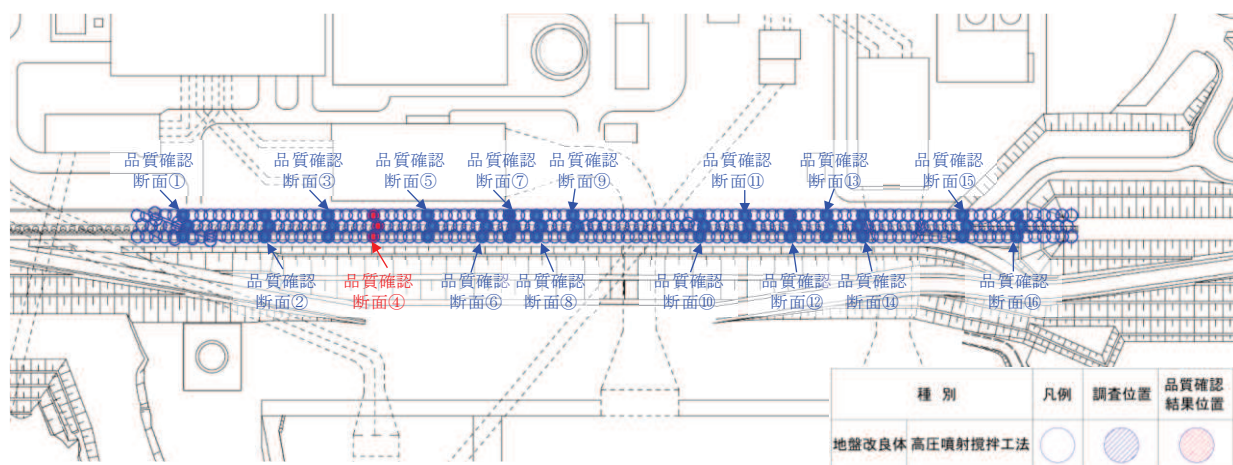 品質確認
断面①
品質確認
断面③
品質確認
断面⑤
品質確認
断面⑦
品質確認
断面⑨
品質確認
断面⑪
品質確認
断面⑬
品質確認
断面⑮
品質確認
断面②
品質確認
断面④
品質確認
断面⑥
品質確認
断面⑧
品質確認
断面⑩
品質確認
断面⑫
品質確認
断面⑭
品質確認
断面⑯
種 別 凡例 調査位置 品質確認
結果位置
地盤改良体 高圧噴射撹拌工法